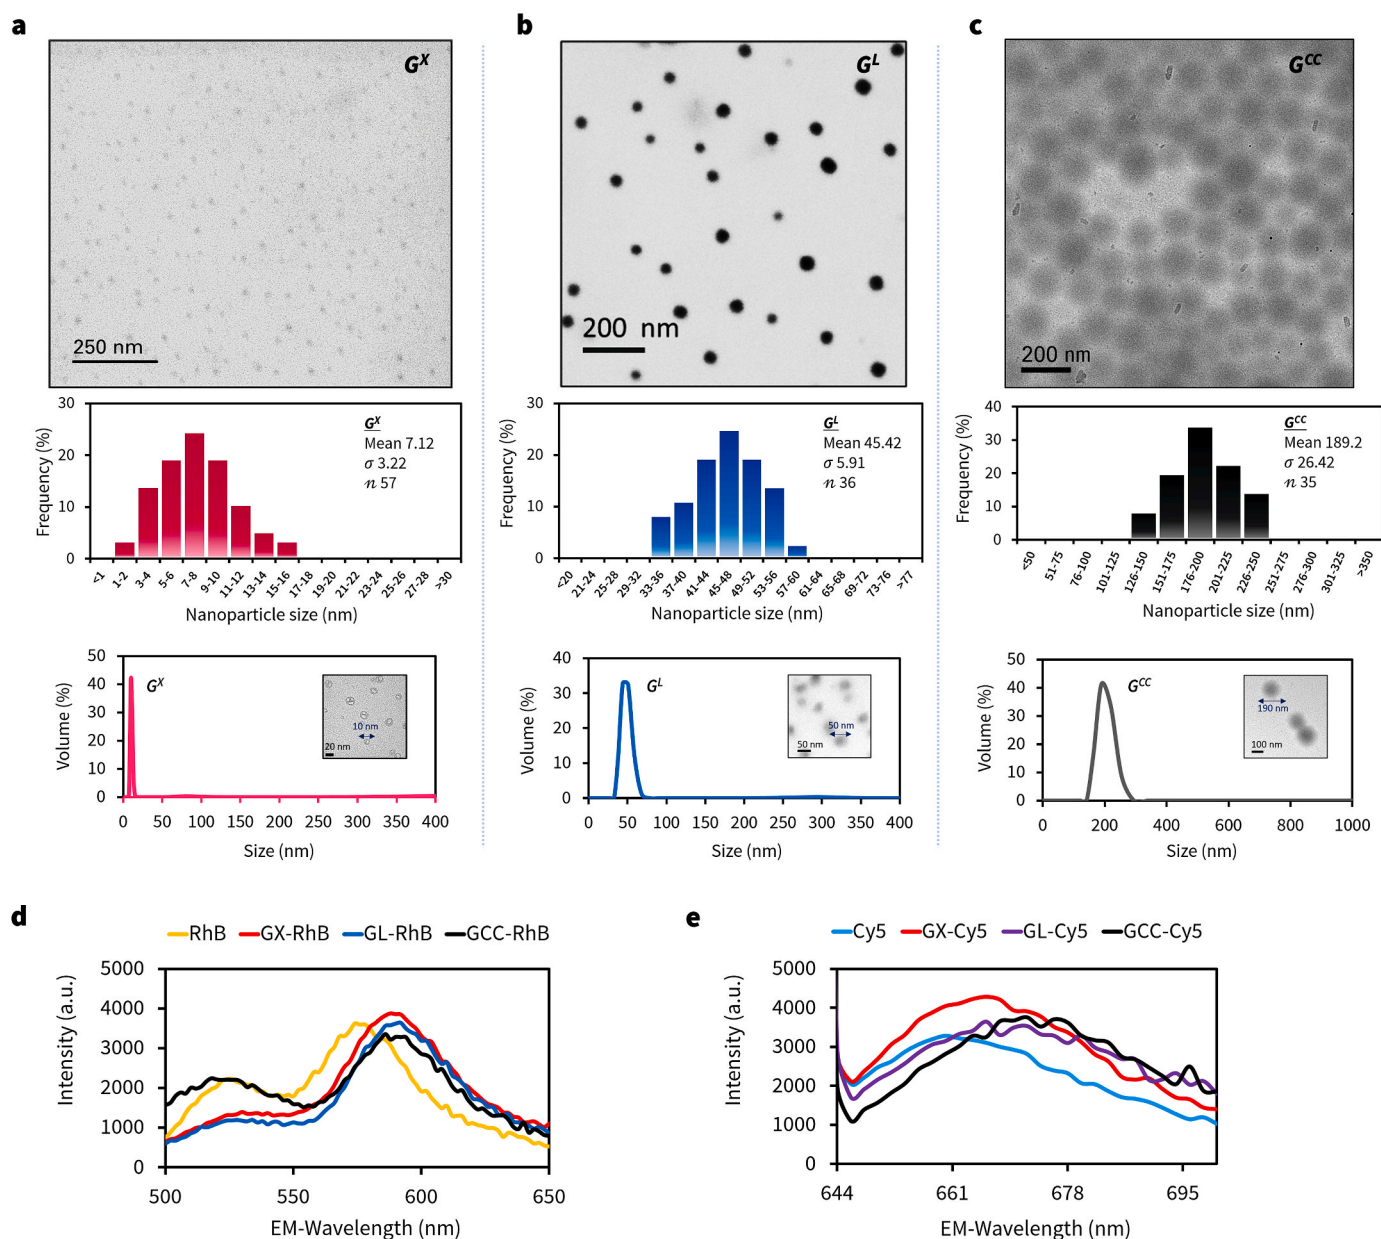 a
b
c
G^X
250 nm
G^L
200 nm
G^CC
200 nm
30
20
10
0
Frequency (%)
G^X
Mean 7.12
σ 3.22
n 57
<1
1-2
3-4
5-6
7-8
9-10
11-12
13-14
15-16
17-18
19-20
21-22
23-24
25-26
27-28
>30
Nanoparticle size (nm)
30
20
10
0
Frequency (%)
G^L
Mean 45.42
σ 5.91
n 36
<20
21-24
25-28
29-32
33-36
37-40
41-44
45-48
49-52
53-56
57-60
61-64
65-68
69-72
73-76
>77
Nanoparticle size (nm)
40
30
20
10
0
Frequency (%)
G^CC
Mean 189.2
σ 26.42
n 35
<50
51-75
76-100
101-125
126-150
151-175
176-200
201-225
226-250
251-275
276-300
301-325
>350
Nanoparticle size (nm)
50
40
30
20
10
0
Volume (%)
G^X
10 nm
20 nm
0 50 100 150 200 250 300 350 400
Size (nm)
40
30
20
10
0
Volume (%)
G^L
50 nm
50 nm
0 50 100 150 200 250 300 350 400
Size (nm)
50
40
30
20
10
0
Volume (%)
G^CC
190 nm
100 nm
0 200 400 600 800 1000
Size (nm)
d
RhB GX-RhB GL-RhB GCC-RhB
5000
4000
3000
2000
1000
0
Intensity (a.u.)
500 550 600 650
EM-Wavelength (nm)
e
Cy5 GX-Cy5 GL-Cy5 GCC-Cy5
5000
4000
3000
2000
1000
0
Intensity (a.u.)
644 661 678 695
EM-Wavelength (nm)